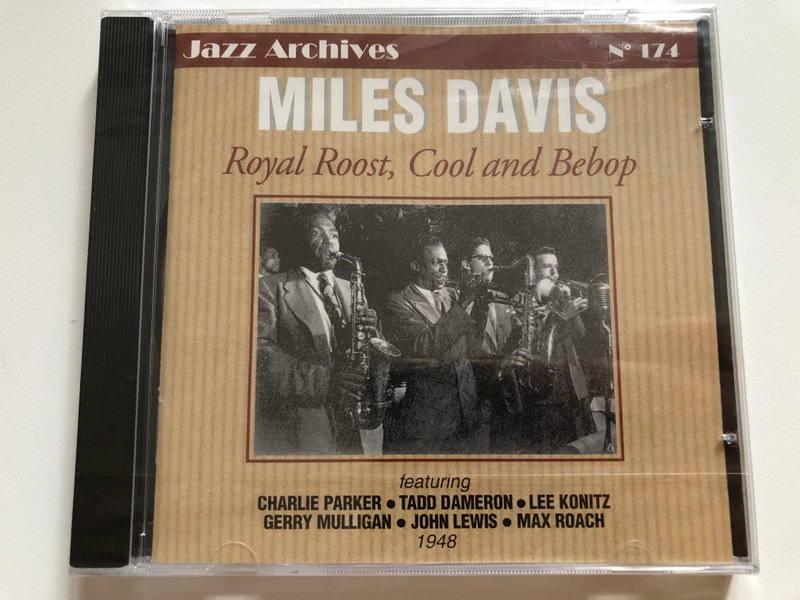 Jazz Archives N° 174
MILES DAVIS
Royal Roost, Cool and Bebop
featuring
CHARLIE PARKER ● TADD DAMERON ● LEE KONITZ
GERRY MULLIGAN ● JOHN LEWIS ● MAX ROACH
1948